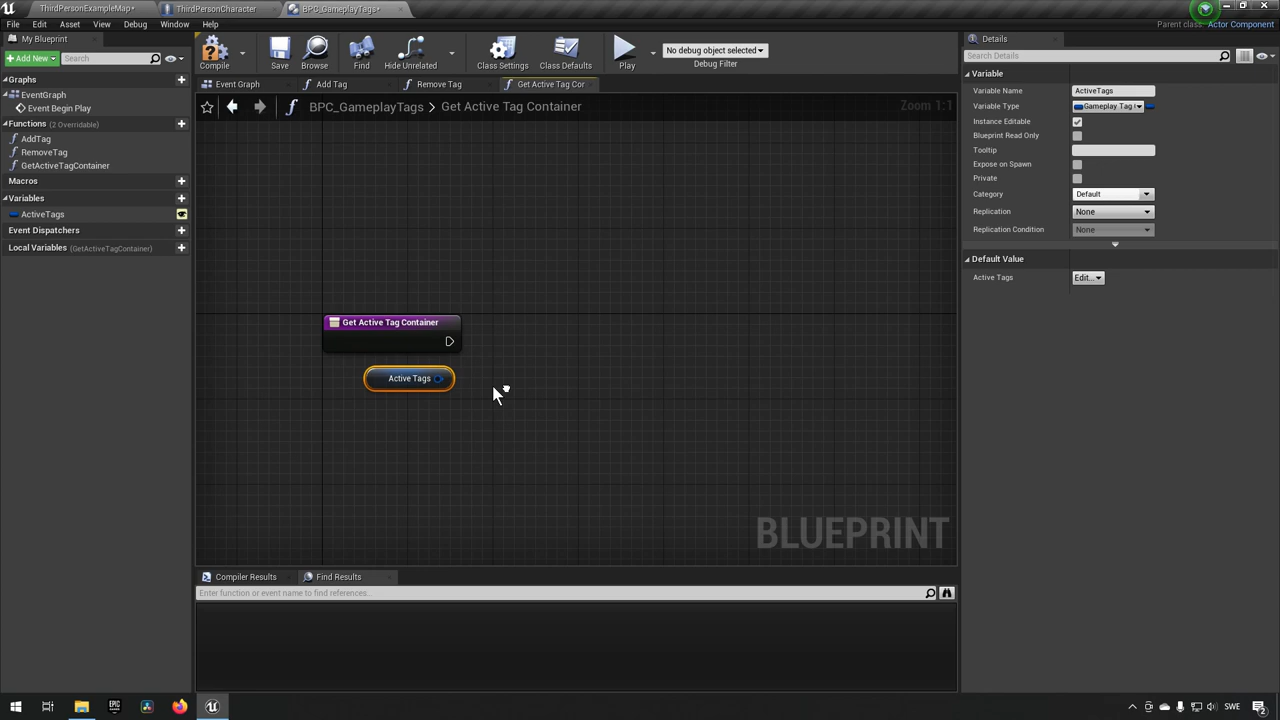 ThirdPersonExampleMap*
ThirdPersonCharacter
BPC_GameplayTags*
File Edit Asset View Debug Window Help
Parent class: Actor Component
My Blueprint
Add New
Search
Compile
Save
Browse
Find
Hide Unrelated
Class Settings
Class Defaults
Play
No debug object selected
Debug Filter
Details
Search Details
Graphs
EventGraph
Event Begin Play
Functions (2 Overridable)
AddTag
RemoveTag
GetActiveTagContainer
Macros
Variables
ActiveTags
Event Dispatchers
Local Variables (GetActiveTagContainer)
Event Graph
Add Tag
Remove Tag
Get Active Tag Cor
BPC_GameplayTags > Get Active Tag Container
Zoom 1:1
Get Active Tag Container
Active Tags
BLUEPRINT
Compiler Results
Find Results
Enter function or event name to find references...
Variable
Variable Name ActiveTags
Variable Type Gameplay Tag
Instance Editable
Blueprint Read Only
Tooltip
Expose on Spawn
Private
Category Default
Replication None
Replication Condition None
Default Value
Active Tags Edit...
SWE
2